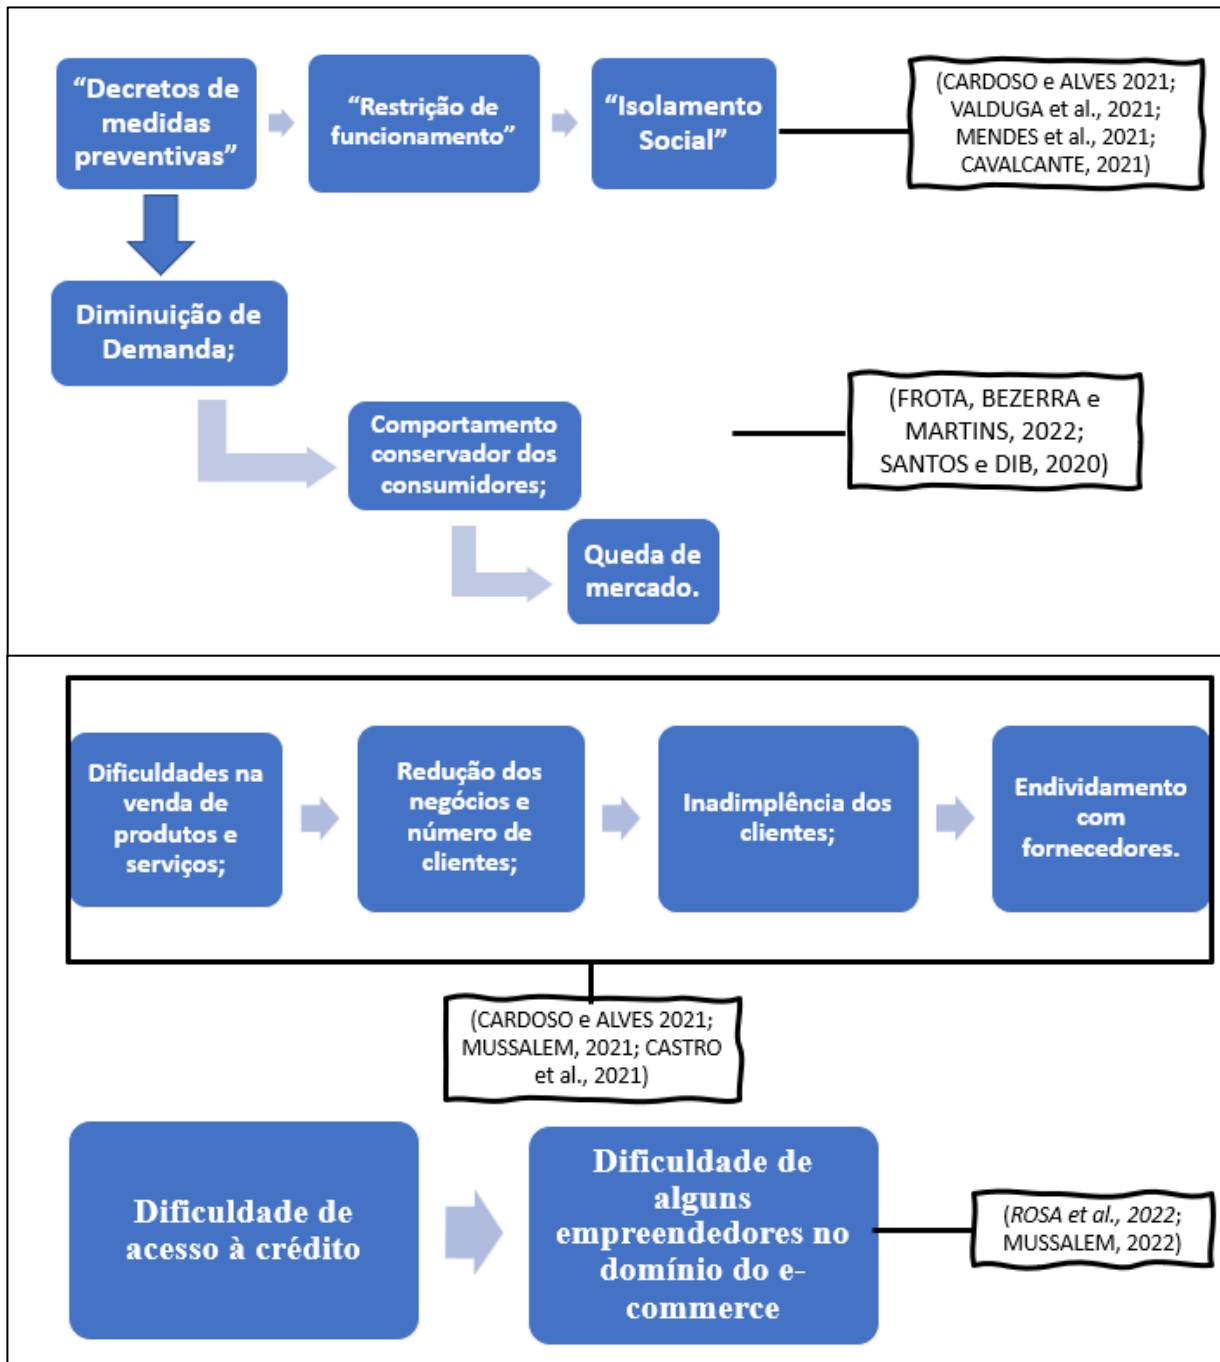 “Decretos de
medidas
preventivas”
“Restrição de
funcionamento”
“Isolamento
Social”
(CARDOSO e ALVES 2021;
VALDUGA et al., 2021;
MENDES et al., 2021;
CAVALCANTE, 2021)
Diminuição de
Demanda;
Comportamento
conservador dos
consumidores;
(FROTA, BEZERRA e
MARTINS, 2022;
SANTOS e DIB, 2020)
Queda de
mercado.
Dificuldades na
venda de
produtos e
serviços;
Redução dos
negócios e
número de
clientes;
Inadimplência dos
clientes;
Endividamento
com
fornecedores.
(CARDOSO e ALVES 2021;
MUSSALEM, 2021; CASTRO
et al., 2021)
Dificuldade de
acesso à crédito
Dificuldade de
alguns
empreendedores no
domínio do e-
commerce
(ROSA et al., 2022;
MUSSALEM, 2022)